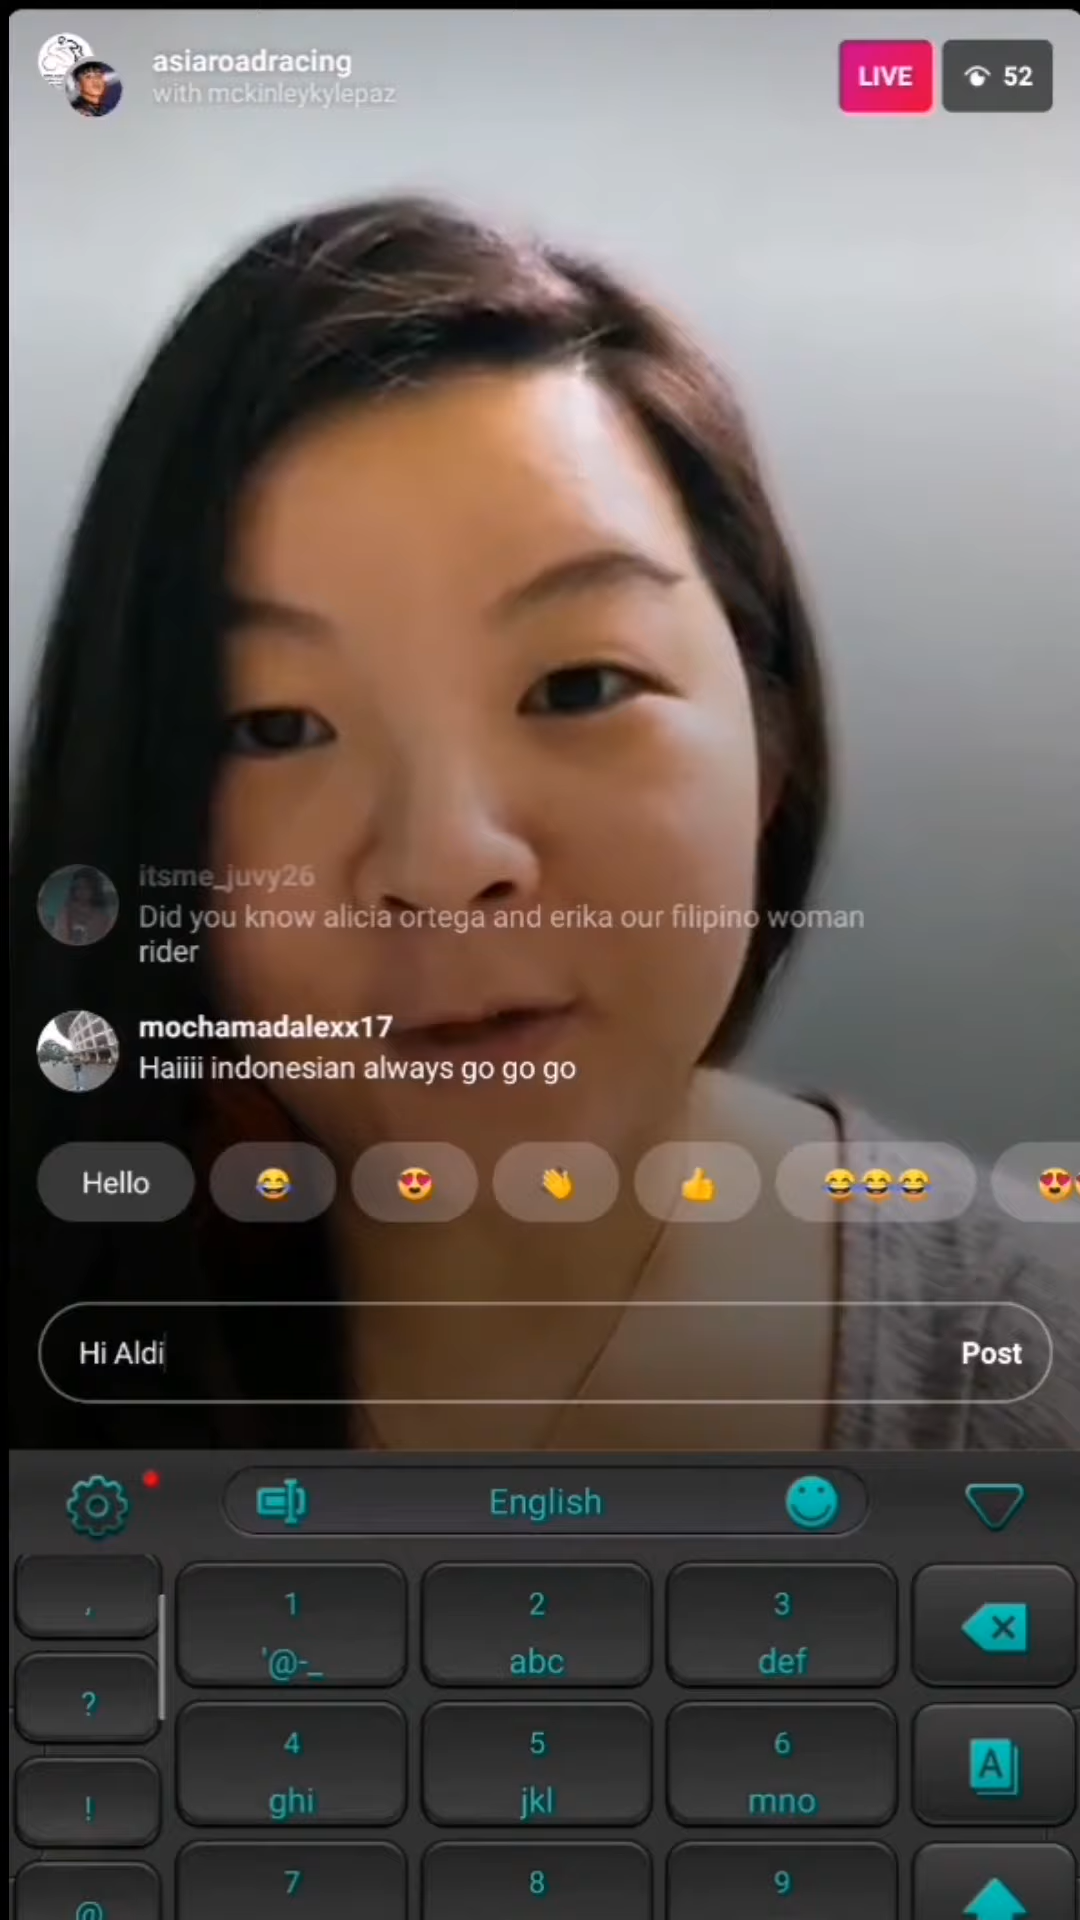 asiaroadracing
with mckinleykylepaz
LIVE
52
itsme_juvy26
Did you know alicia ortega and erika our filipino woman
rider
mochamadalexx17
Haiiii indonesian always go go go
Hello
Hi Aldi
Post
English
,
1
2
3
'@-_
abc
def
?
4
5
6
A
ghi
jkl
mno
!
7
8
9
@